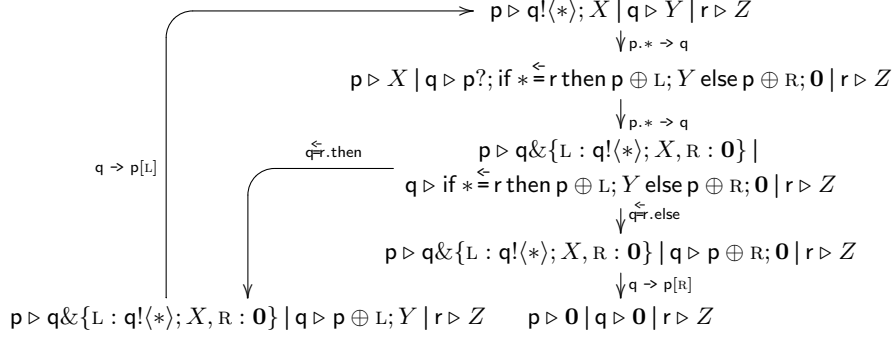 p ▷ q!⟨∗⟩; X | q ▷ Y | r ▷ Z
p.∗ → q
p ▷ X | q ▷ p?; if ∗ ⥢= r then p ⊕ L; Y else p ⊕ R; 0 | r ▷ Z
p.∗ → q
p ▷ q&{L : q!⟨∗⟩; X, R : 0} |
q → p[L]
q⥢=r.then
q ▷ if ∗ ⥢= r then p ⊕ L; Y else p ⊕ R; 0 | r ▷ Z
q⥢=r.else
p ▷ q&{L : q!⟨∗⟩; X, R : 0} | q ▷ p ⊕ R; 0 | r ▷ Z
q → p[R]
p ▷ q&{L : q!⟨∗⟩; X, R : 0} | q ▷ p ⊕ L; Y | r ▷ Z
p ▷ 0 | q ▷ 0 | r ▷ Z